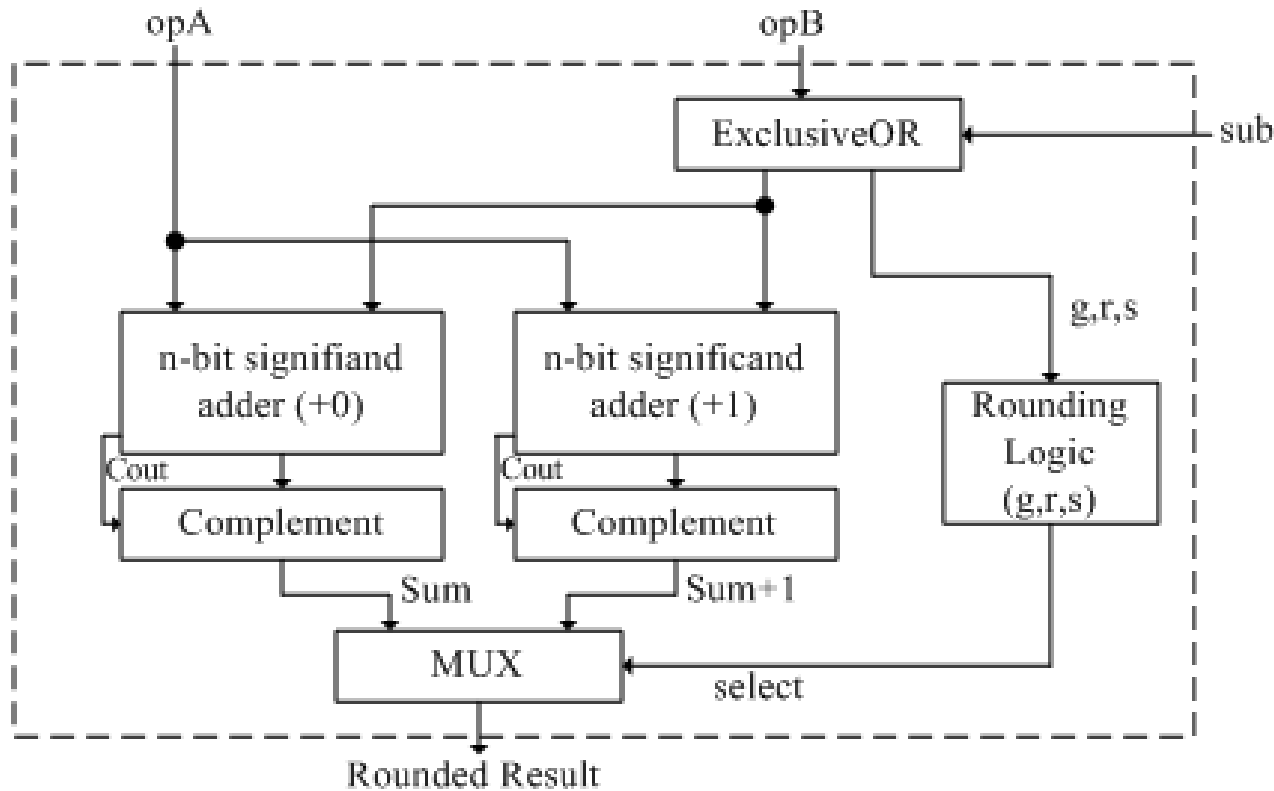 opA
opB
ExclusiveOR
sub
g,r,s
n-bit signifiand
adder (+0)
n-bit significand
adder (+1)
Rounding
Logic
(g,r,s)
Cout
Cout
Complement
Complement
Sum
Sum+1
MUX
select
Rounded Result